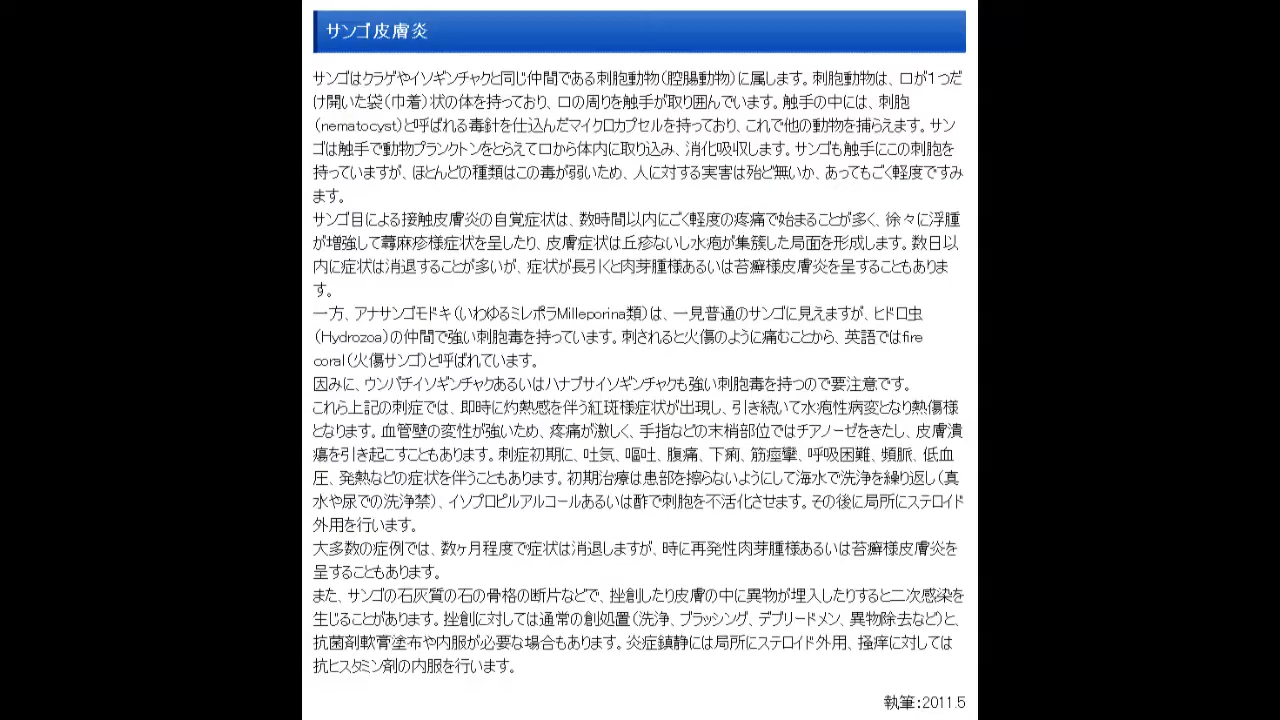 サンゴ皮膚炎
サンゴはクラゲやイソギンチャクと同じ仲間である刺胞動物（腔腸動物）に属します。刺胞動物は、口が１つだ
け開いた袋（巾着）状の体を持っており、口の周りを触手が取り囲んでいます。触手の中には、刺胞
（nematocyst）と呼ばれる毒針を仕込んだマイクロカプセルを持っており、これで他の動物を捕らえます。サン
ゴは触手で動物プランクトンをとらえて口から体内に取り込み、消化吸収します。サンゴも触手にこの刺胞を
持っていますが、ほとんどの種類はこの毒が弱いため、人に対する実害は殆ど無いか、あってもごく軽度ですみ
ます。
サンゴ目による接触皮膚炎の自覚症状は、数時間以内にごく軽度の疼痛で始まることが多く、徐々に浮腫
が増強して蕁麻疹様症状を呈したり、皮膚症状は丘疹ないし水疱が集簇した局面を形成します。数日以
内に症状は消退することが多いが、症状が長引くと肉芽腫様あるいは苔癬様皮膚炎を呈することもありま
す。
一方、アナサンゴモドキ（いわゆるミレポラMilleporina類）は、一見普通のサンゴに見えますが、ヒドロ虫
（Hydrozoa）の仲間で強い刺胞毒を持っています。刺されると火傷のように痛むことから、英語ではfire
coral（火傷サンゴ）と呼ばれています。
因みに、ウンバチイソギンチャクあるいはハナブサイソギンチャクも強い刺胞毒を持つので要注意です。
これら上記の刺症では、即時に灼熱感を伴う紅斑様症状が出現し、引き続いて水疱性病変となり熱傷様
となります。血管壁の変性が強いため、疼痛が激しく、手指などの末梢部位ではチアノーゼをきたし、皮膚潰
瘍を引き起こすこともあります。刺症初期に、吐気、嘔吐、腹痛、下痢、筋痙攣、呼吸困難、頻脈、低血
圧、発熱などの症状を伴うこともあります。初期治療は患部を擦らないようにして海水で洗浄を繰り返し（真
水や尿での洗浄禁）、イソプロピルアルコールあるいは酢で刺胞を不活化させます。その後に局所にステロイド
外用を行います。
大多数の症例では、数ヶ月程度で症状は消退しますが、時に再発性肉芽腫様あるいは苔癬様皮膚炎を
呈することもあります。
また、サンゴの石灰質の石の骨格の断片などで、挫創したり皮膚の中に異物が埋入したりすると二次感染を
生じることがあります。挫創に対しては通常の創処置（洗浄、ブラッシング、デブリードメン、異物除去など）と、
抗菌剤軟膏塗布や内服が必要な場合もあります。炎症鎮静には局所にステロイド外用、掻痒に対しては
抗ヒスタミン剤の内服を行います。
執筆：2011.5